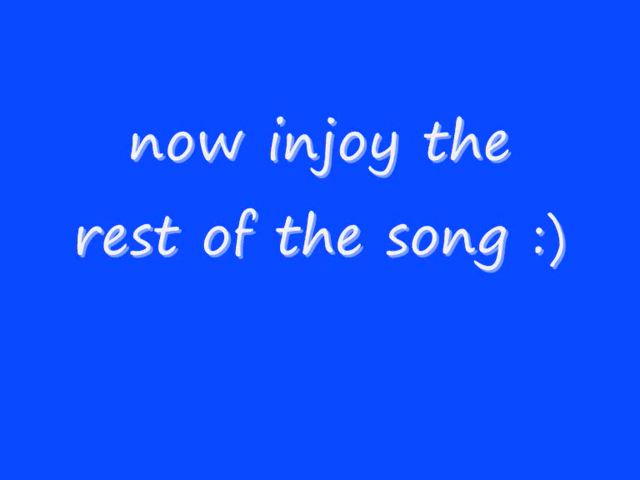 now injoy the
rest of the song :)